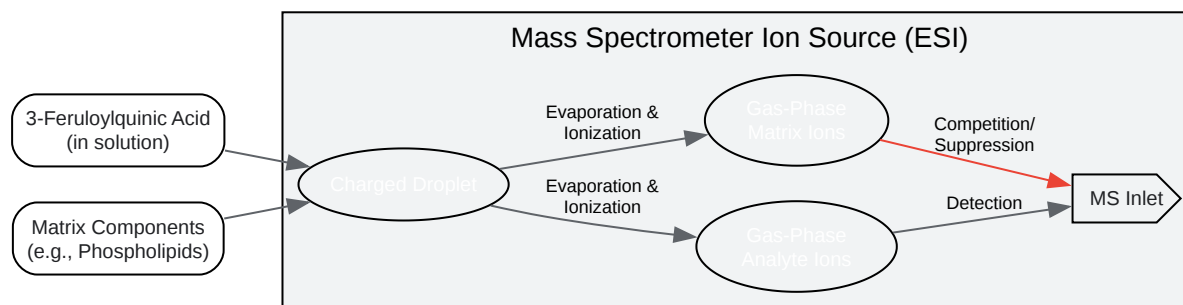 Mass Spectrometer Ion Source (ESI)
3-Feruloylquinic Acid
(in solution)
Matrix Components
(e.g., Phospholipids)
Charged Droplet
Evaporation &
Ionization
Evaporation &
Ionization
Gas-Phase
Matrix Ions
Gas-Phase
Analyte Ions
Competition/
Suppression
Detection
MS Inlet